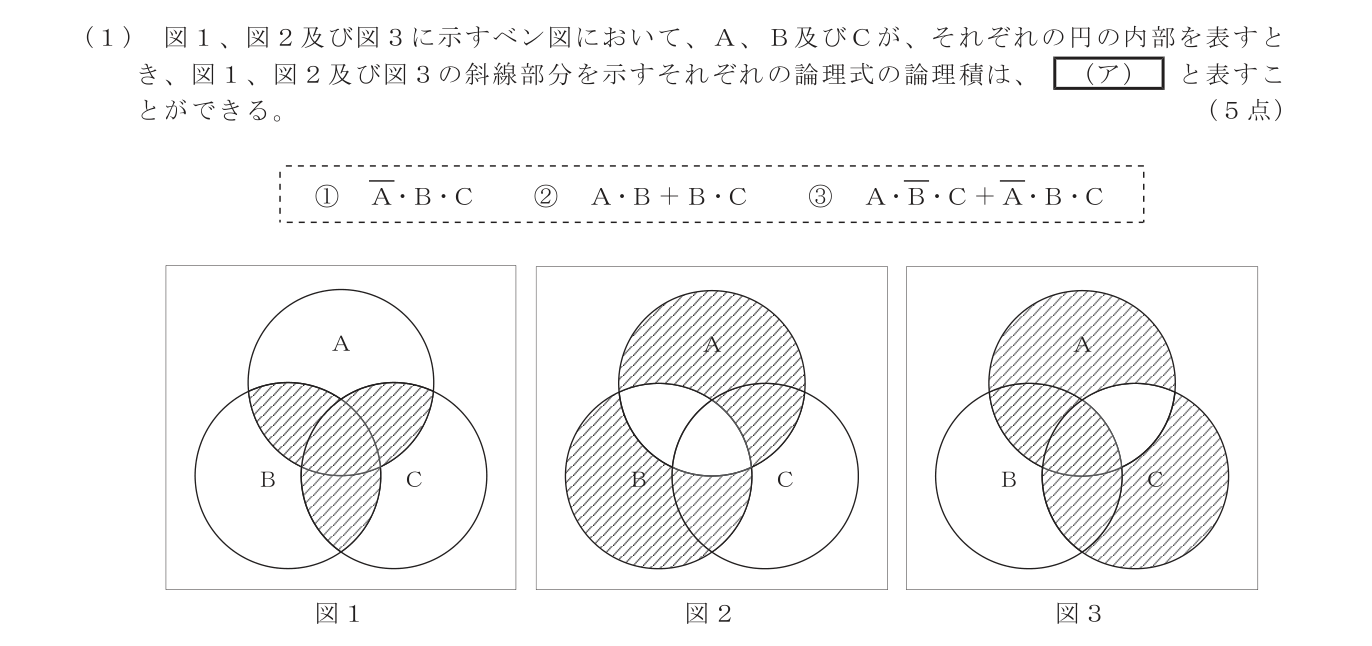 (1) 図1、図2及び図3に示すベン図において、A、B及びCが、それぞれの円の内部を表すと
き、図1、図2及び図3の斜線部分を示すそれぞれの論理式の論理積は、 (ア) と表すこ
とができる。 (5点)
① A̅・B・C ② A・B+B・C ③ A・B̅・C+A̅・B・C
A A A
B C B C B C
図1 図2 図3